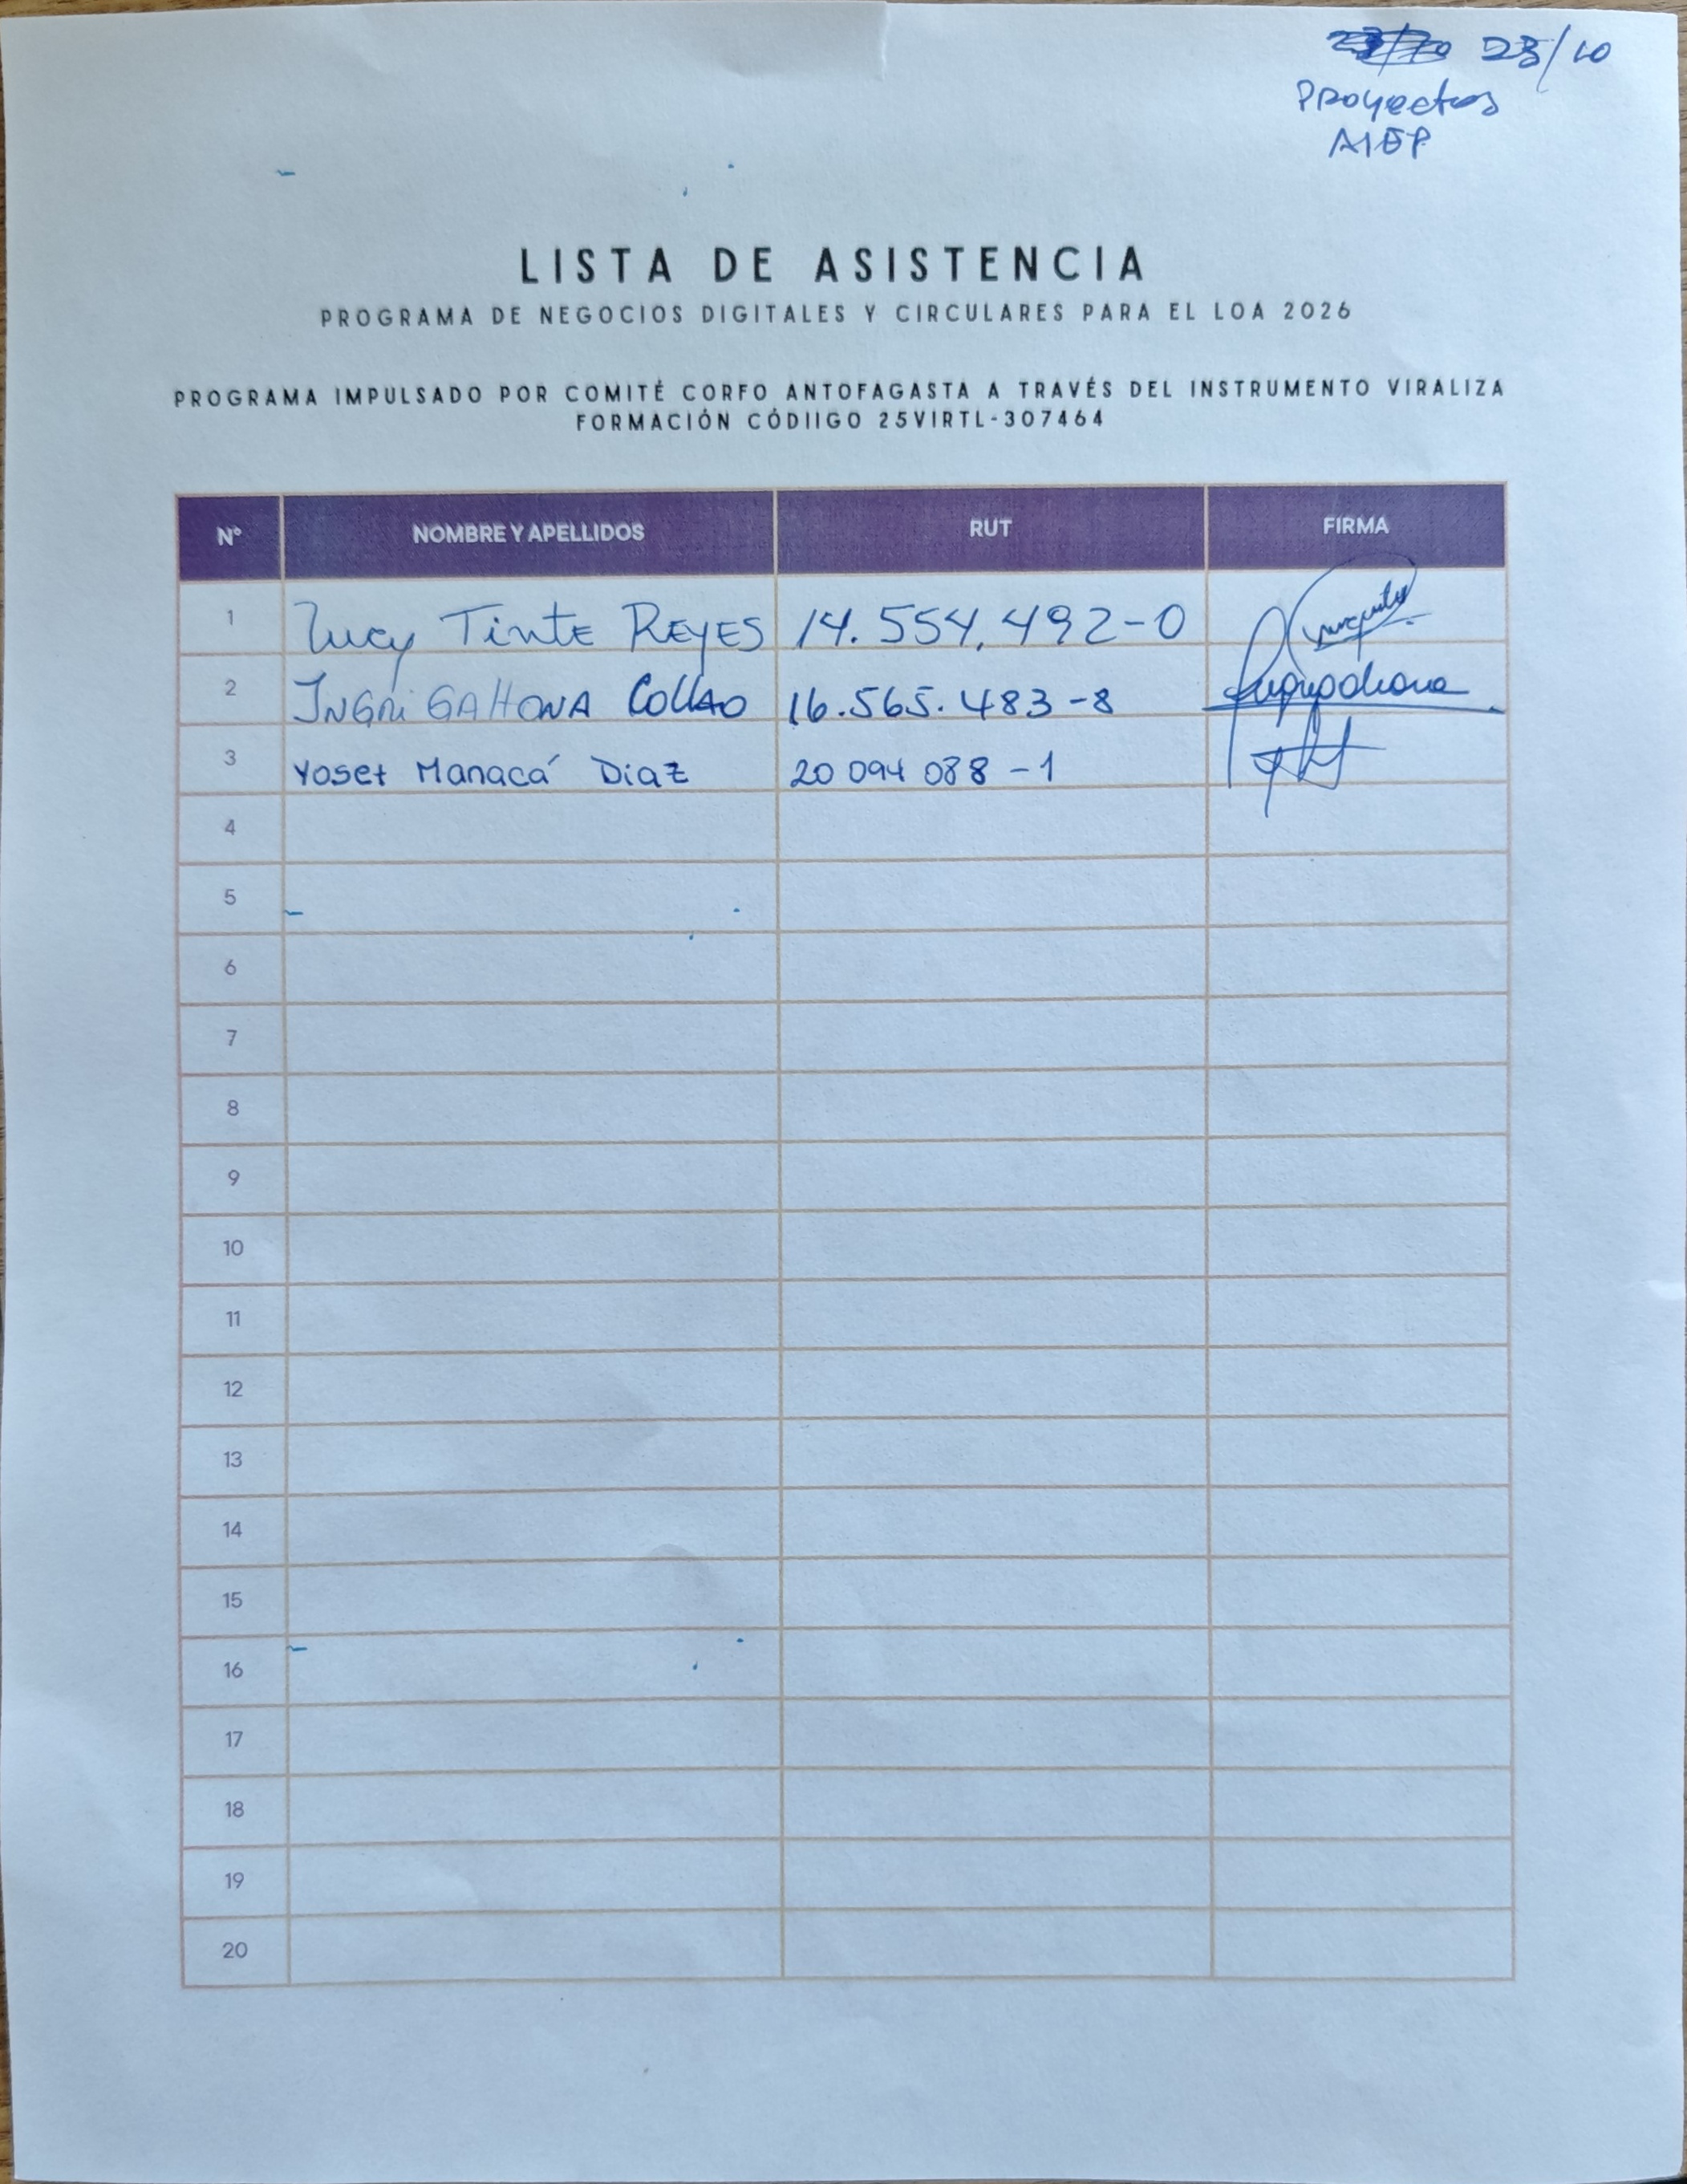 23/10
Proyectos
AIEP
LISTA DE ASISTENCIA
PROGRAMA DE NEGOCIOS DIGITALES Y CIRCULARES PARA EL LOA 2026
PROGRAMA IMPULSADO POR COMITÉ CORFO ANTOFAGASTA A TRAVÉS DEL INSTRUMENTO VIRALIZA
FORMACIÓN CÓDIIGO 25VIRTL-307464
N° NOMBRE Y APELLIDOS RUT FIRMA
1 Lucy Tinte REYES 14.554.492-0
2 INGRI GAHONA Collao 16.565.483-8
3 Yoset Manacá Diaz 20 094 088-1
4
5
6
7
8
9
10
11
12
13
14
15
16
17
18
19
20